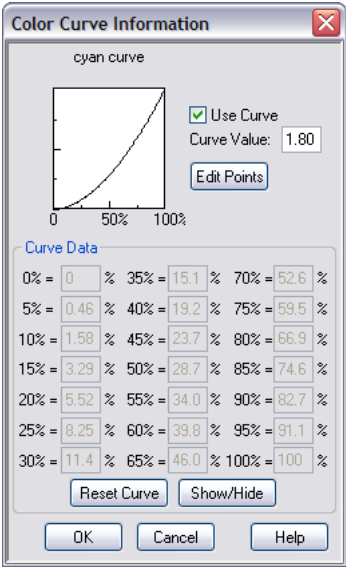 Color Curve Information
cyan curve
Use Curve
Curve Value: 1.80
Edit Points
0 50% 100%
Curve Data
0% = 0 % 35% = 15.1 % 70% = 52.6 %
5% = 0.46 % 40% = 19.2 % 75% = 59.5 %
10% = 1.58 % 45% = 23.7 % 80% = 66.9 %
15% = 3.29 % 50% = 28.7 % 85% = 74.6 %
20% = 5.52 % 55% = 34.0 % 90% = 82.7 %
25% = 8.25 % 60% = 39.8 % 95% = 91.1 %
30% = 11.4 % 65% = 46.0 % 100% = 100 %
Reset Curve Show/Hide
OK Cancel Help